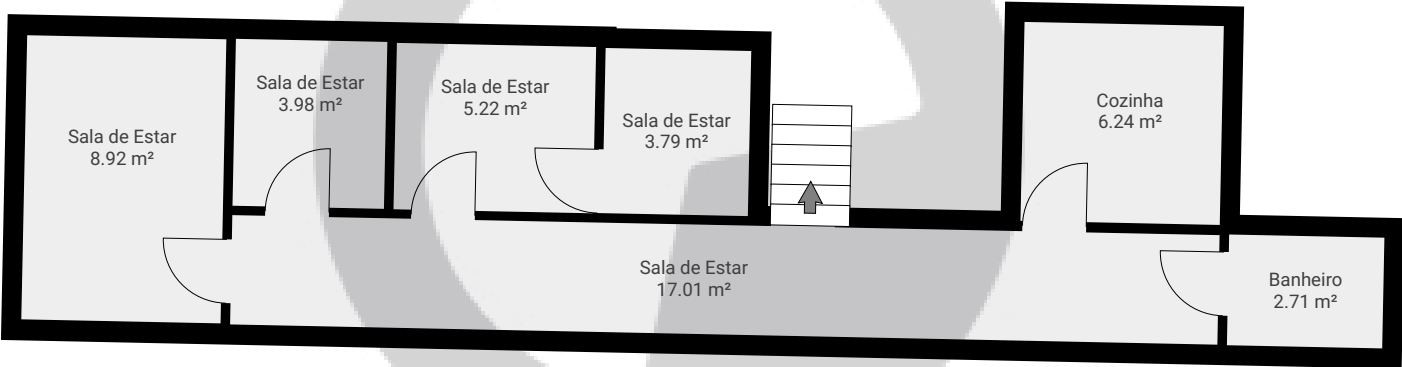 Sala de Estar
8.92 m²
Sala de Estar
3.98 m²
Sala de Estar
5.22 m²
Sala de Estar
3.79 m²
Cozinha
6.24 m²
Sala de Estar
17.01 m²
Banheiro
2.71 m²